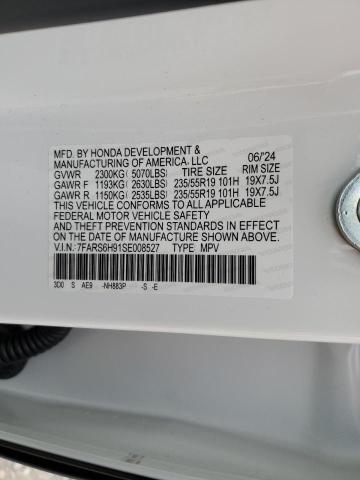 MFD. BY HONDA DEVELOPMENT &
MANUFACTURING OF AMERICA, LLC 06/'24
GVWR 2300KG( 5070LBS) TIRE SIZE RIM SIZE
GAWR F 1193KG( 2630LBS) 235/55R19 101H 19X7.5J
GAWR R 1150KG( 2535LBS) 235/55R19 101H 19X7.5J
THIS VEHICLE CONFORMS TO ALL APPLICABLE
FEDERAL MOTOR VEHICLE SAFETY
AND THEFT PREVENTION STANDARDS IN EFFECT ON
THE DATE OF MANUFACTURE SHOWN ABOVE.
V.I.N: 7FARS6H91SE008527 TYPE MPV
3D0 S AE9 -NH883P -S -E